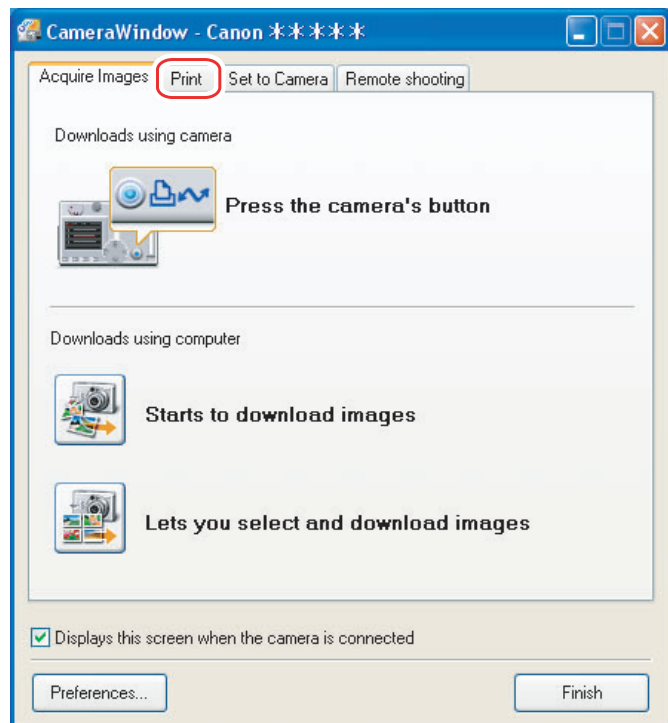 CameraWindow - Canon *****
Acquire Images Print Set to Camera Remote shooting
Downloads using camera
Press the camera's button
Downloads using computer
Starts to download images
Lets you select and download images
Displays this screen when the camera is connected
Preferences... Finish